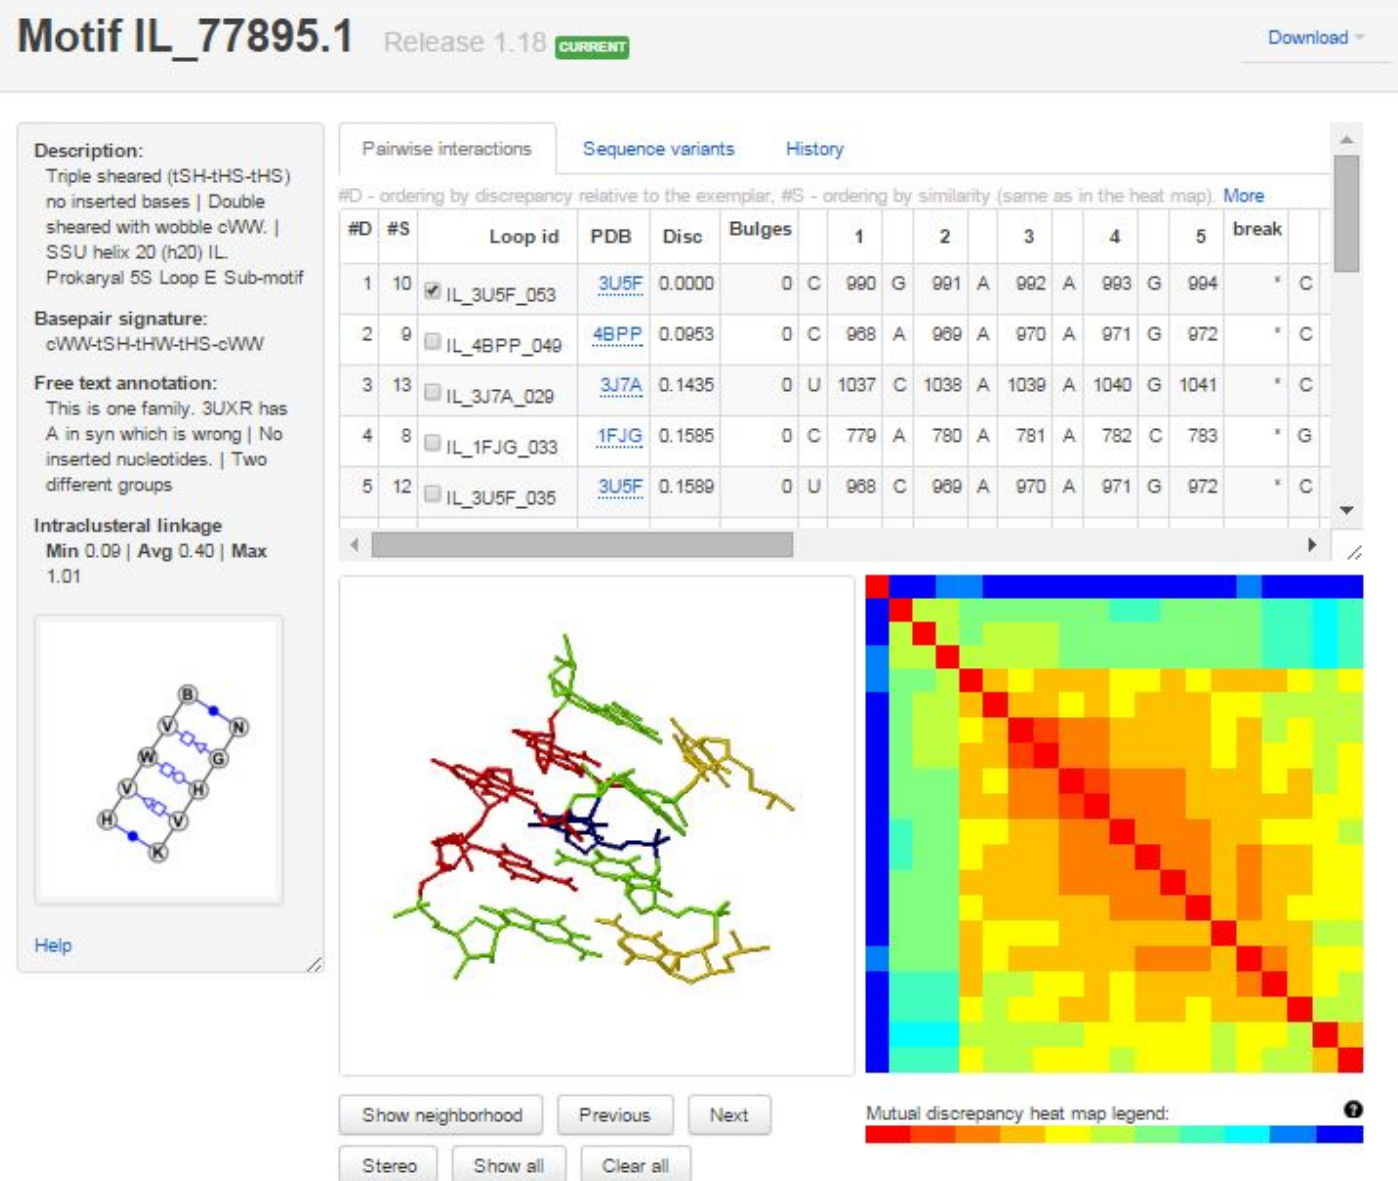 Motif IL_77895.1 Release 1.18 CURRENT
Download
Description:
Triple sheared (tSH-tHS-tHS)
no inserted bases | Double
sheared with wobble cWW. |
SSU helix 20 (h20) IL.
Prokaryal 5S Loop E Sub-motif
Basepair signature:
cWW-tSH-tHW-tHS-cWW
Free text annotation:
This is one family. 3UXR has
A in syn which is wrong | No
inserted nucleotides. | Two
different groups
Intraclusteral linkage
Min 0.09 | Avg 0.40 | Max
1.01
B
V N
W G
V H
H V
K
Help
Pairwise interactions Sequence variants History
#D - ordering by discrepancy relative to the exemplar, #S - ordering by similarity (same as in the heat map). More
#D #S Loop id PDB Disc Bulges 1 2 3 4 5 break
1 10 IL_3U5F_053 3U5F 0.0000 0 C 990 G 991 A 992 A 993 G 994 * C
2 9 IL_4BPP_049 4BPP 0.0953 0 C 968 A 969 A 970 A 971 G 972 * C
3 13 IL_3J7A_029 3J7A 0.1435 0 U 1037 C 1038 A 1039 A 1040 G 1041 * C
4 8 IL_1FJG_033 1FJG 0.1585 0 C 779 A 780 A 781 A 782 C 783 * G
5 12 IL_3U5F_035 3U5F 0.1589 0 U 968 C 969 A 970 A 971 G 972 * C
Show neighborhood Previous Next
Stereo Show all Clear all
Mutual discrepancy heat map legend: ?